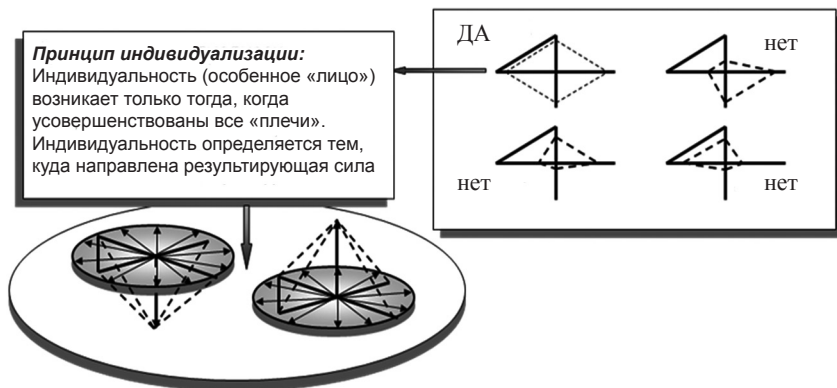 Принцип индивидуализации:
Индивидуальность (особенное «лицо»)
возникает только тогда, когда
усовершенствованы все «плечи».
Индивидуальность определяется тем,
куда направлена результирующая сила
ДА
нет
нет
нет